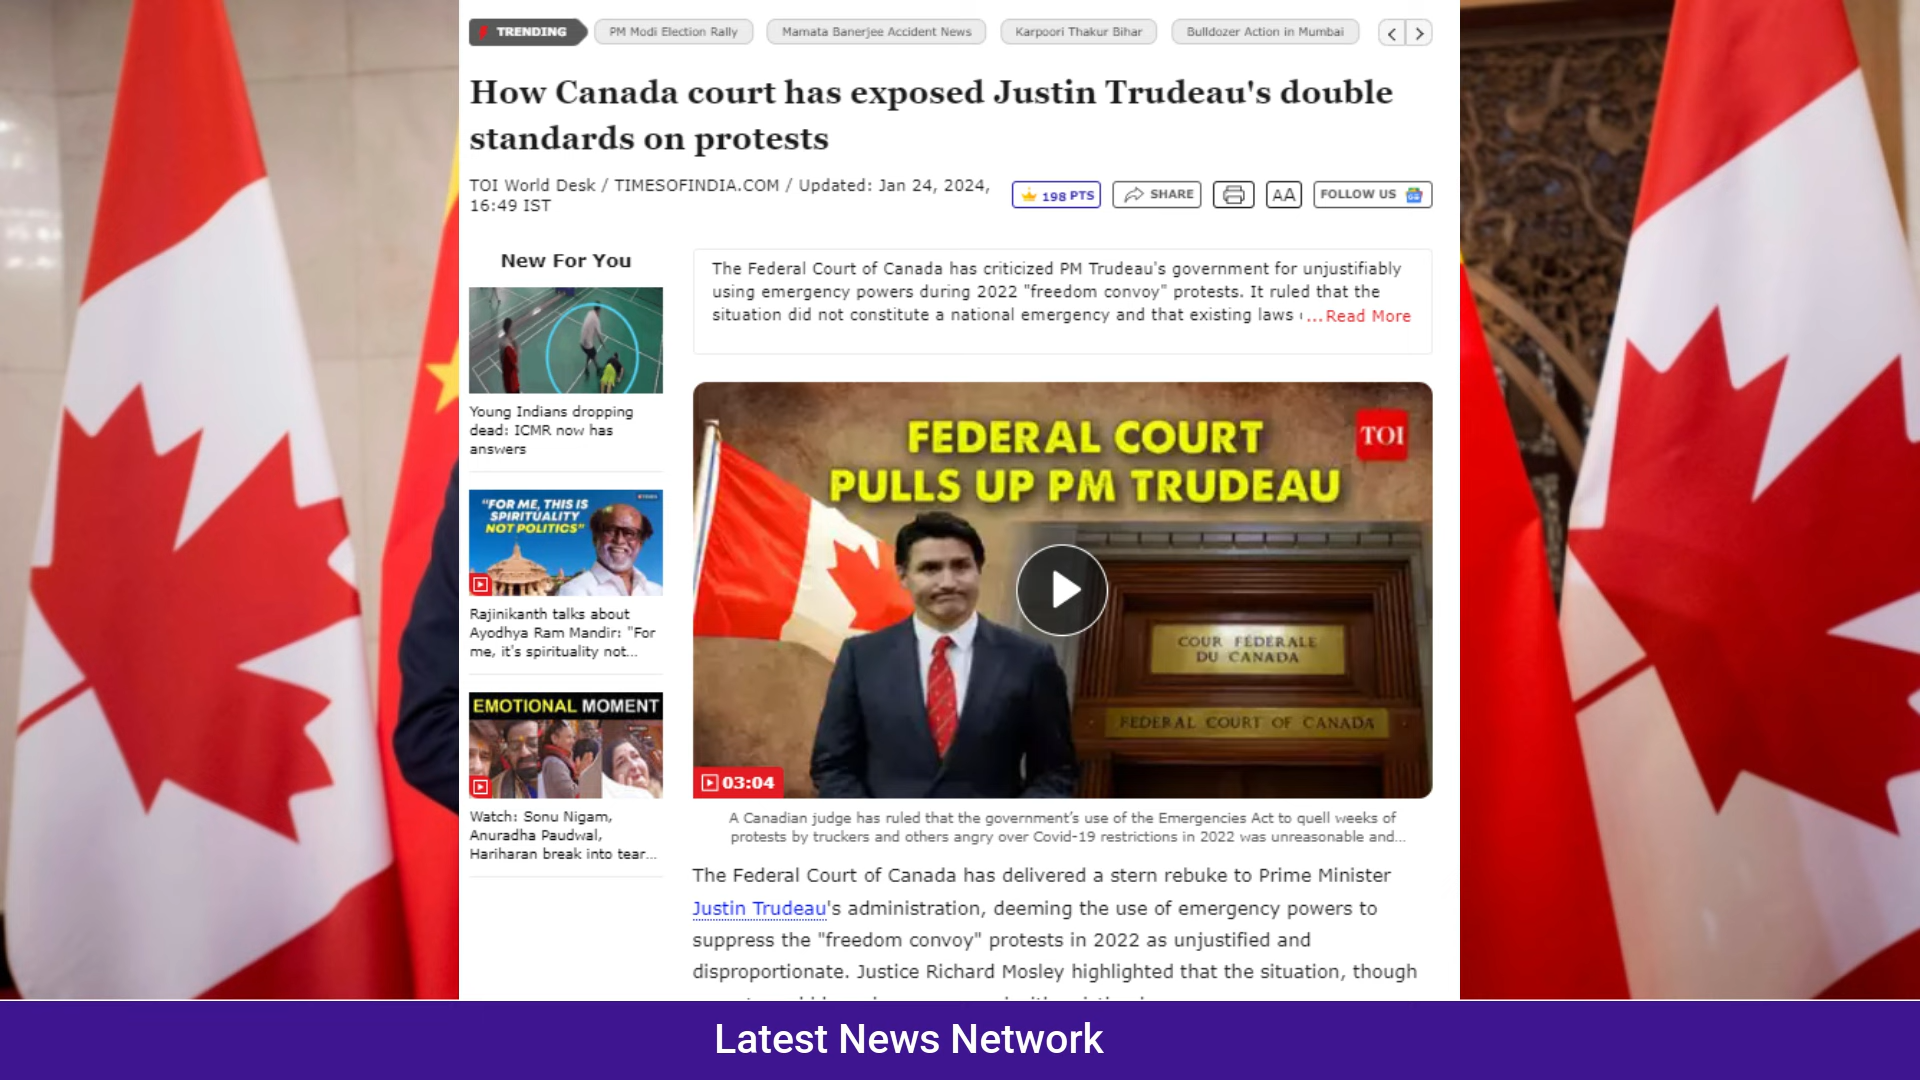 TRENDING
PM Modi Election Rally
Mamata Banerjee Accident News
Karpoori Thakur Bihar
Bulldozer Action in Mumbai
How Canada court has exposed Justin Trudeau's double
standards on protests
TOI World Desk / TIMESOFINDIA.COM / Updated: Jan 24, 2024,
16:49 IST
198 PTS
SHARE
AA
FOLLOW US
New For You
Young Indians dropping
dead: ICMR now has
answers
"FOR ME, THIS IS
SPIRITUALITY
NOT POLITICS"
Rajinikanth talks about
Ayodhya Ram Mandir: "For
me, it's spirituality not...
EMOTIONAL MOMENT
Watch: Sonu Nigam,
Anuradha Paudwal,
Hariharan break into tear...
The Federal Court of Canada has criticized PM Trudeau's government for unjustifiably
using emergency powers during 2022 "freedom convoy" protests. It ruled that the
situation did not constitute a national emergency and that existing laws ...Read More
FEDERAL COURT
PULLS UP PM TRUDEAU
TOI
COUR FÉDÉRALE
DU CANADA
FEDERAL COURT OF CANADA
03:04
A Canadian judge has ruled that the government's use of the Emergencies Act to quell weeks of
protests by truckers and others angry over Covid-19 restrictions in 2022 was unreasonable and...
The Federal Court of Canada has delivered a stern rebuke to Prime Minister
Justin Trudeau's administration, deeming the use of emergency powers to
suppress the "freedom convoy" protests in 2022 as unjustified and
disproportionate. Justice Richard Mosley highlighted that the situation, though
Latest News Network